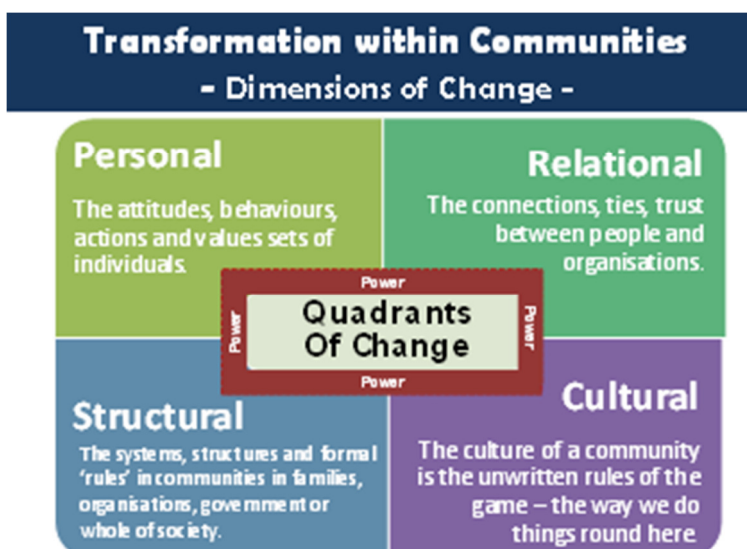 Transformation within Communities
- Dimensions of Change -
Personal
The attitudes, behaviours,
actions and values sets of
individuals.
Relational
The connections, ties, trust
between people and
organisations.
Power
Power
Quadrants
Of Change
Power
Power
Structural
The systems, structures and formal
‘rules’ in communities in families,
organisations, government or
whole of society.
Cultural
The culture of a community
is the unwritten rules of the
game – the way we do
things round here